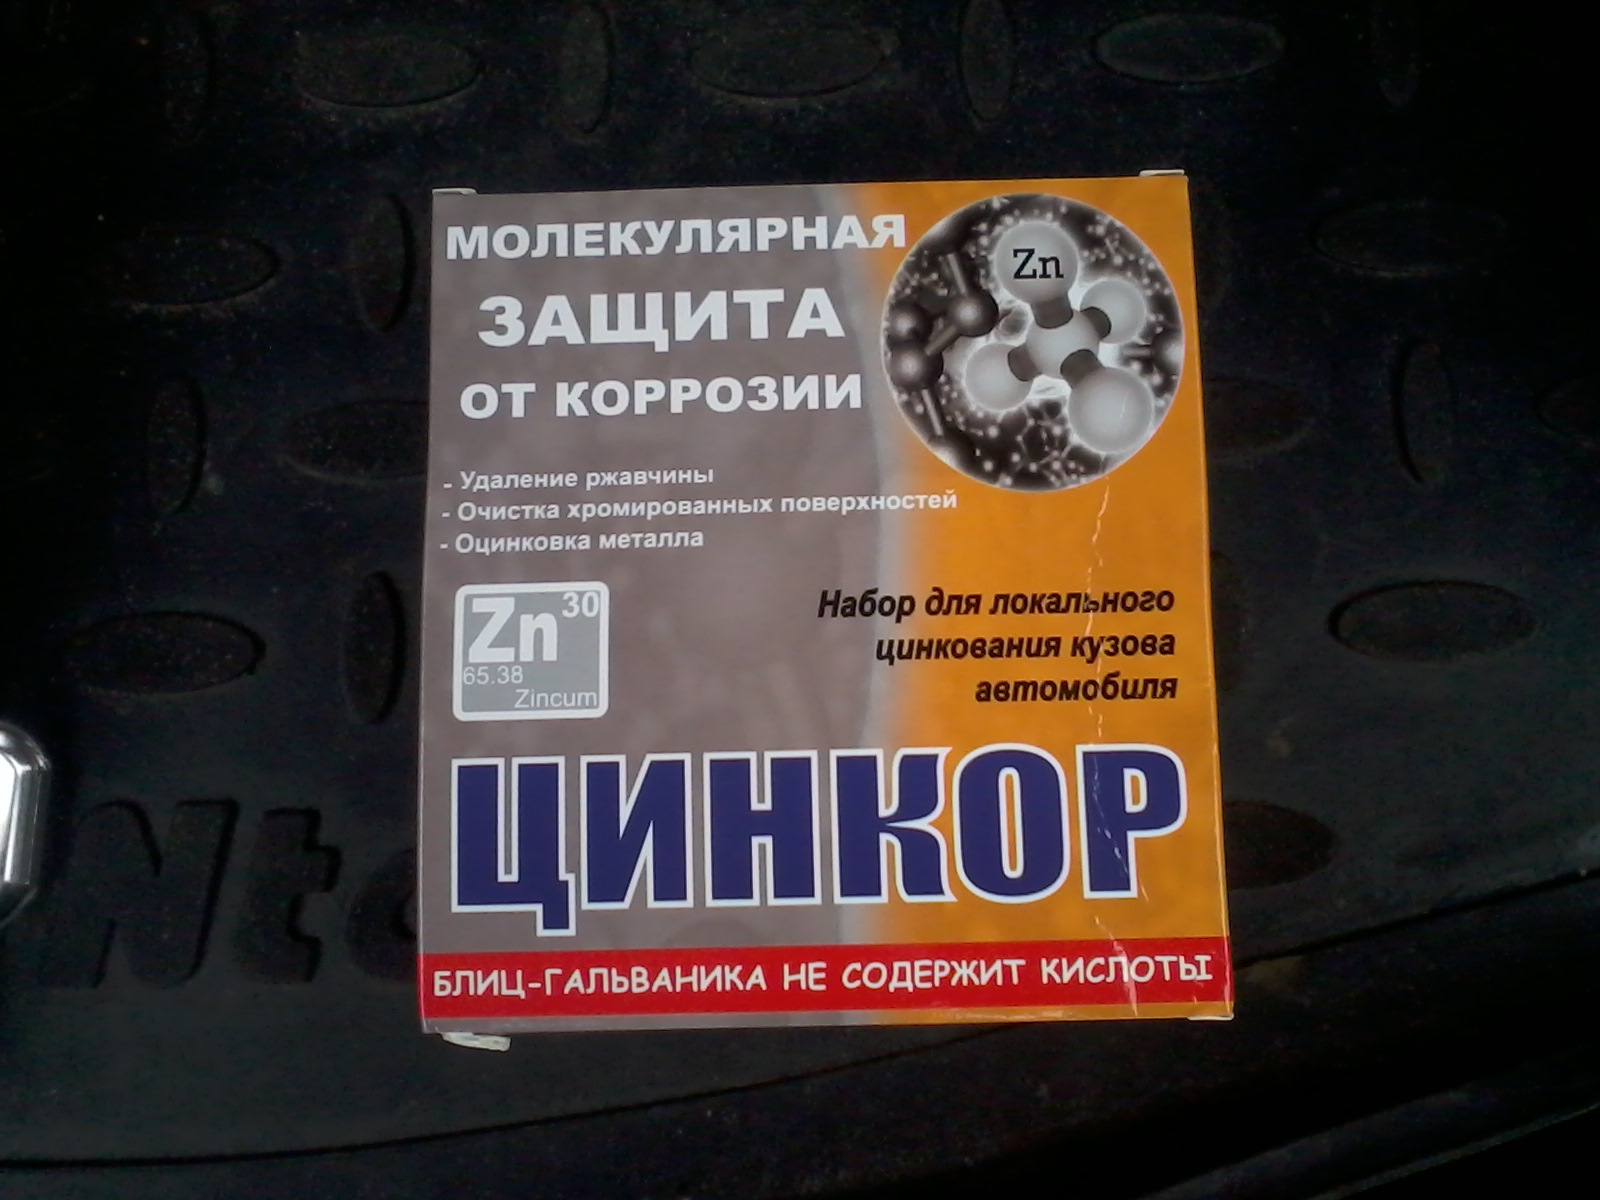 МОЛЕКУЛЯРНАЯ
ЗАЩИТА
ОТ КОРРОЗИИ
Zn
- Удаление ржавчины
- Очистка хромированных поверхностей
- Оцинковка металла
Zn 30
65.38
Zincum
Набор для локального
цинкования кузова
автомобиля
ЦИНКОР
БЛИЦ-ГАЛЬВАНИКА НЕ СОДЕРЖИТ КИСЛОТЫ